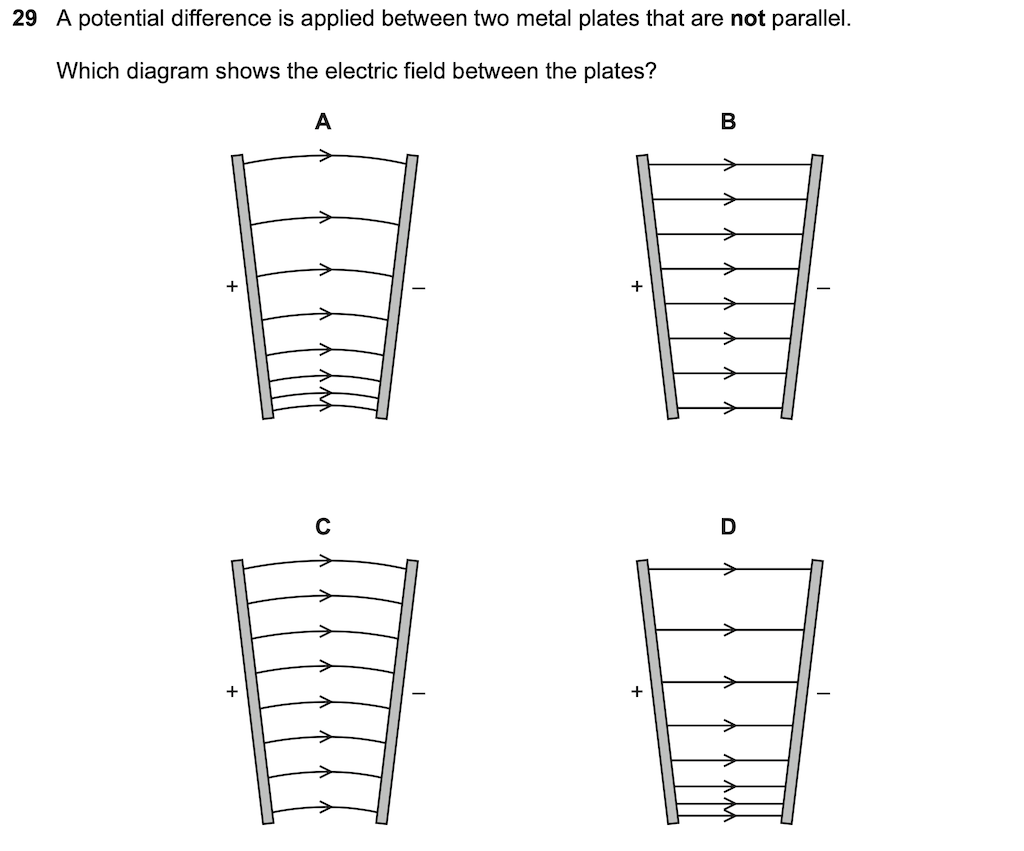 29 A potential difference is applied between two metal plates that are not parallel.
Which diagram shows the electric field between the plates?
A B
+ – + –
C D
+ – + –